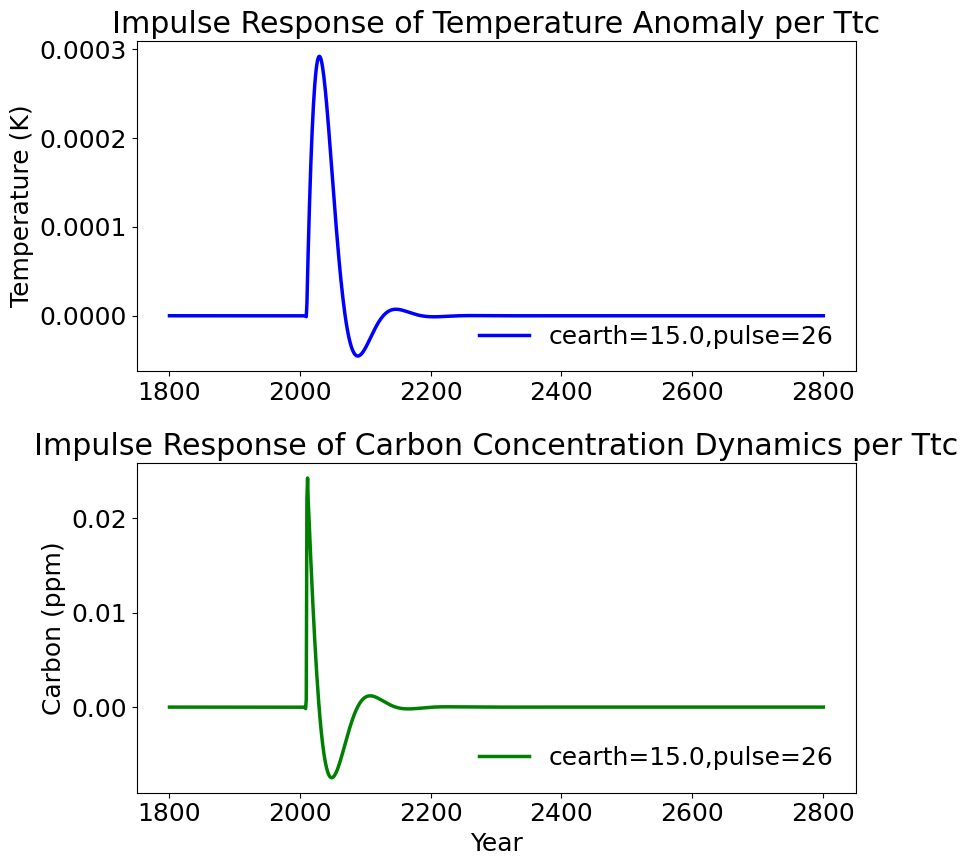 Impulse Response of Temperature Anomaly per Ttc
0.0003
0.0002
0.0001
0.0000
Temperature (K)
cearth=15.0,pulse=26
1800 2000 2200 2400 2600 2800
Impulse Response of Carbon Concentration Dynamics per Ttc
0.02
0.01
0.00
Carbon (ppm)
cearth=15.0,pulse=26
1800 2000 2200 2400 2600 2800
Year